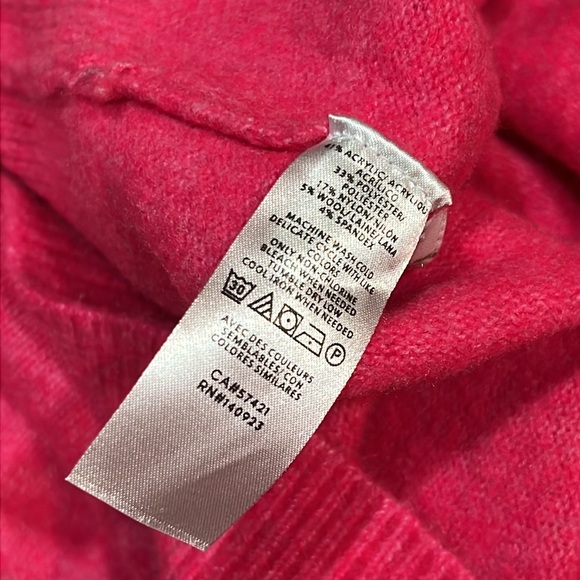 41% ACRYLIC/ACRYLIQUE
ACRILICO
33% POLYESTER/
POLIESTER
17% NYLON/NILÓN
5% WOOL/LAINE/LANA
4% SPANDEX
MACHINE WASH COLD
DELICATE CYCLE WITH LIKE
COLORS
ONLY NON-CHLORINE
BLEACH WHEN NEEDED
TUMBLE DRY LOW
COOL IRON WHEN NEEDED
30 P
AVEC DES COULEURS
SEMBLABLES/CON
COLORES SIMILARES
CA#57421
RN#140923